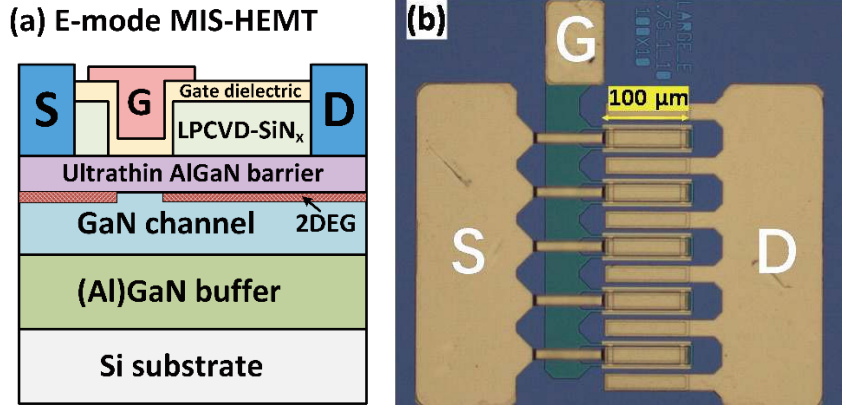 (a) E-mode MIS-HEMT
S
G
D
Gate dielectric
LPCVD-SiNₓ
Ultrathin AlGaN barrier
2DEG
GaN channel
(Al)GaN buffer
Si substrate
(b)
G
100 μm
S
D